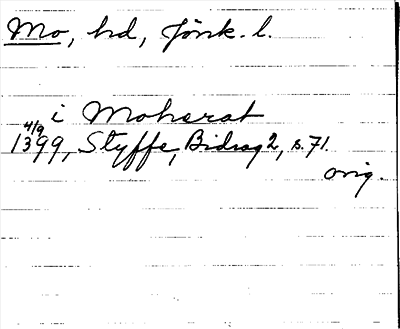 Mo, hd, Jönk. l.
i Moherat
4/9
1399, Styffe, Bidrag 2, s. 71.
orig.